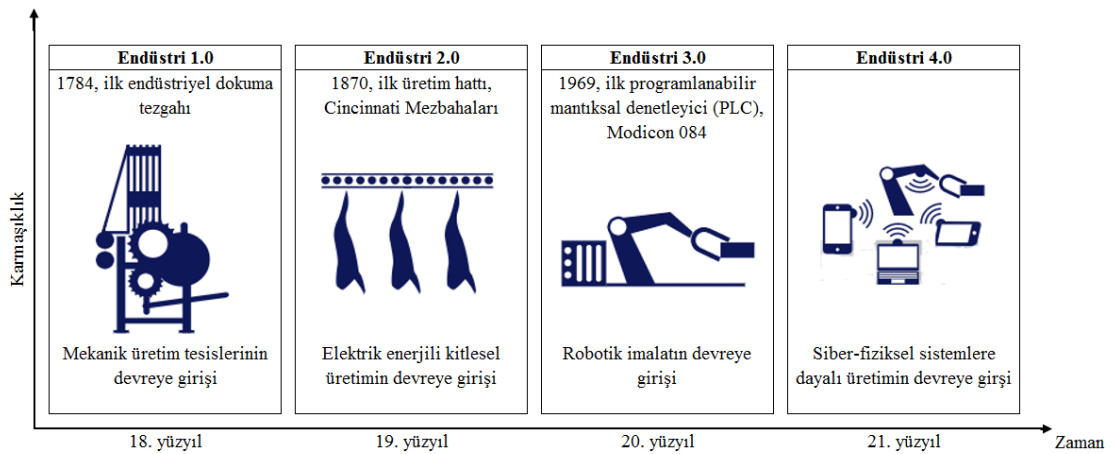 Karmaşıklık
Endüstri 1.0
1784, ilk endüstriyel dokuma
tezgahı
Mekanik üretim tesislerinin
devreye girişi
18. yüzyıl
Endüstri 2.0
1870, ilk üretim hattı,
Cincinnati Mezbahaları
Elektrik enerjili kitlesel
üretimin devreye girişi
19. yüzyıl
Endüstri 3.0
1969, ilk programlanabilir
mantıksal denetleyici (PLC),
Modicon 084
Robotik imalatın devreye
girişi
20. yüzyıl
Endüstri 4.0
Siber-fiziksel sistemlere
dayalı üretimin devreye girşi
21. yüzyıl
Zaman